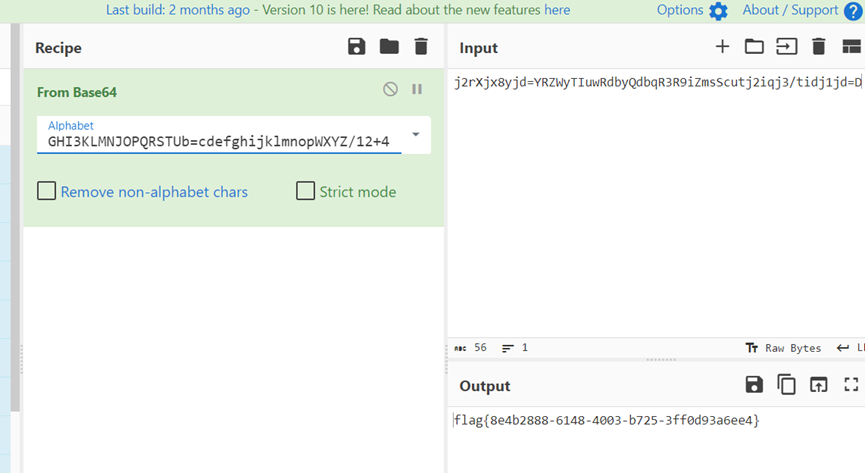 Last build: 2 months ago - Version 10 is here! Read about the new features here
Options
About / Support
Recipe
From Base64
Alphabet
GHI3KLMNJOPQRSTUb=cdefghijklmnopWXYZ/12+4
Remove non-alphabet chars
Strict mode
Input
j2rXjx8yjd=YRZWyTIuwRdbyQdbqR3R9iZmsScutj2iqj3/tidj1jd=D
ABC 56
1
Tт Raw Bytes
Output
flag{8e4b2888-6148-4003-b725-3ff0d93a6ee4}